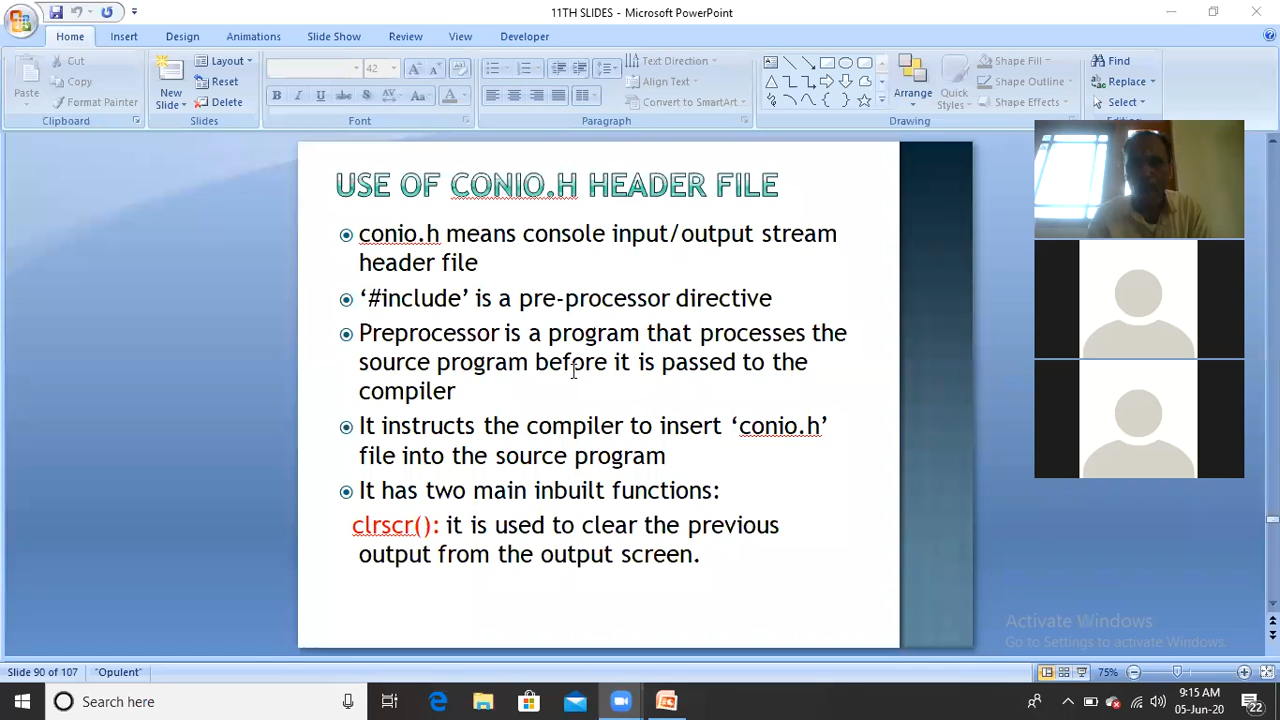 11TH SLIDES - Microsoft PowerPoint
Home Insert Design Animations Slide Show Review View Developer
Paste
Cut
Copy
Format Painter
Clipboard
New Slide
Layout
Reset
Delete
Slides
42
B I U abc S AV Aa A
Font
Text Direction
Align Text
Convert to SmartArt
Paragraph
Arrange
Quick Styles
Shape Fill
Shape Outline
Shape Effects
Drawing
Find
Replace
Select
Editing
USE OF CONIO.H HEADER FILE
conio.h means console input/output stream
header file
‘#include’ is a pre-processor directive
Preprocessor is a program that processes the
source program before it is passed to the
compiler
It instructs the compiler to insert ‘conio.h’
file into the source program
It has two main inbuilt functions:
clrscr(): it is used to clear the previous
output from the output screen.
Activate Windows
Go to Settings to activate Windows.
Slide 90 of 107 "Opulent" 75%
Search here
9:15 AM
05-Jun-20
22